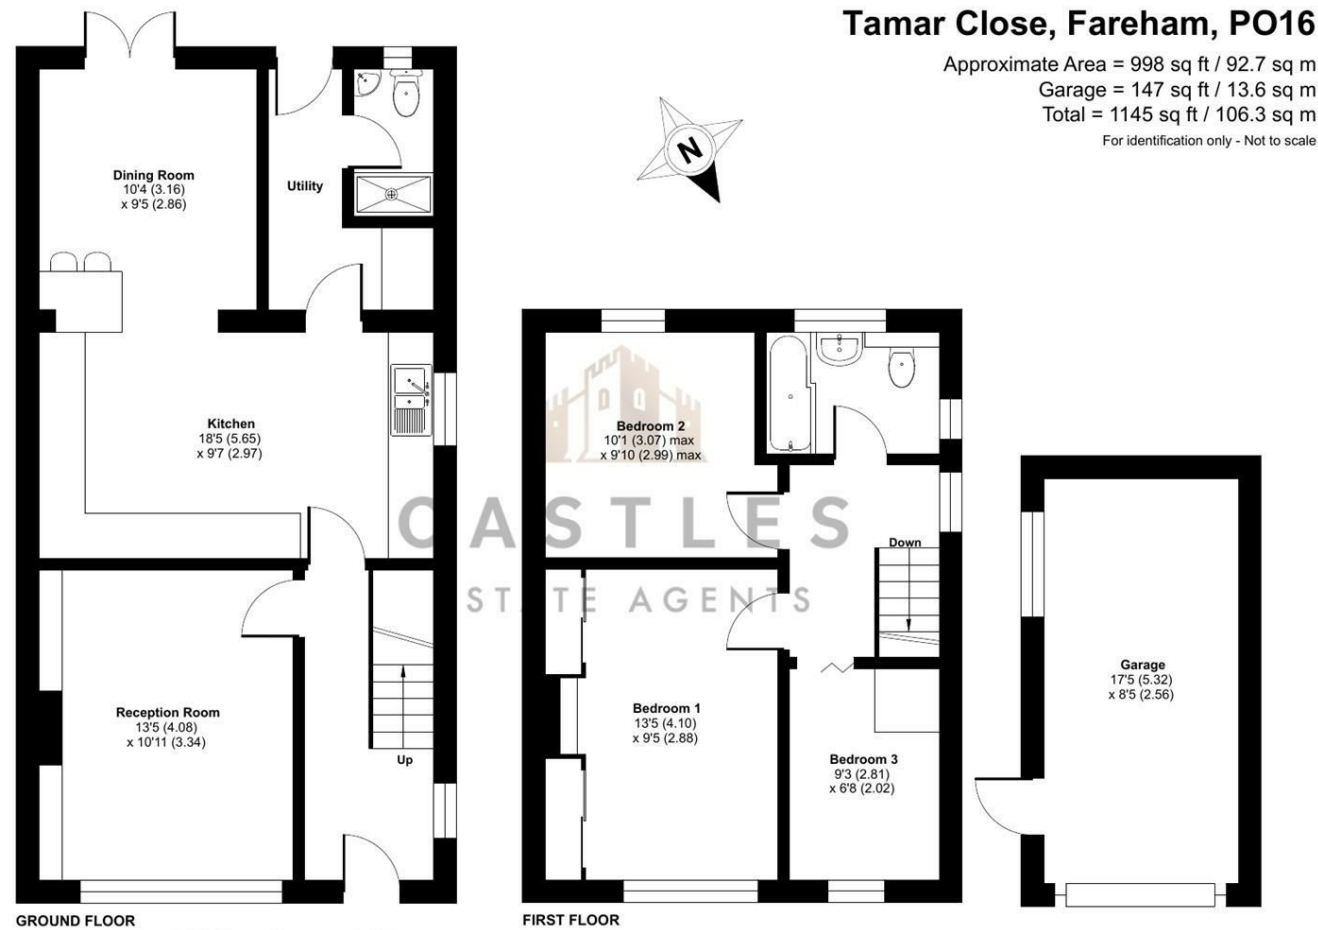 Tamar Close, Fareham, PO16
Approximate Area = 998 sq ft / 92.7 sq m
Garage = 147 sq ft / 13.6 sq m
Total = 1145 sq ft / 106.3 sq m
For identification only - Not to scale
N
Dining Room
10'4 (3.16)
x 9'5 (2.86)
Utility
Kitchen
18'5 (5.65)
x 9'7 (2.97)
Reception Room
13'5 (4.08)
x 10'11 (3.34)
Up
GROUND FLOOR
Bedroom 2
10'1 (3.07) max
x 9'10 (2.99) max
CASTLES
ESTATE AGENTS
Down
Bedroom 1
13'5 (4.10)
x 9'5 (2.88)
Bedroom 3
9'3 (2.81)
x 6'8 (2.02)
FIRST FLOOR
Garage
17'5 (5.32)
x 8'5 (2.56)